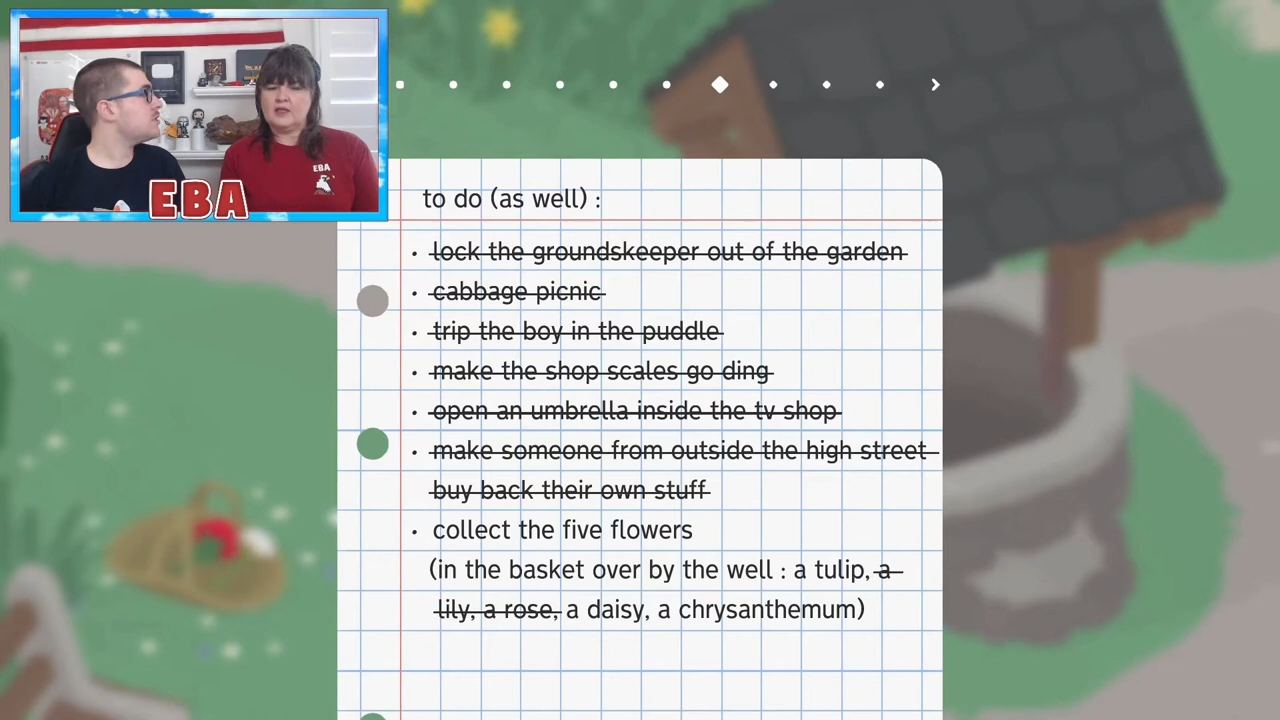 EBA
EBA
to do (as well) :
• lock the groundskeeper out of the garden
• cabbage picnic
• trip the boy in the puddle
• make the shop scales go ding
• open an umbrella inside the tv shop
• make someone from outside the high street
buy back their own stuff
• collect the five flowers
(in the basket over by the well : a tulip, a
lily, a rose, a daisy, a chrysanthemum)